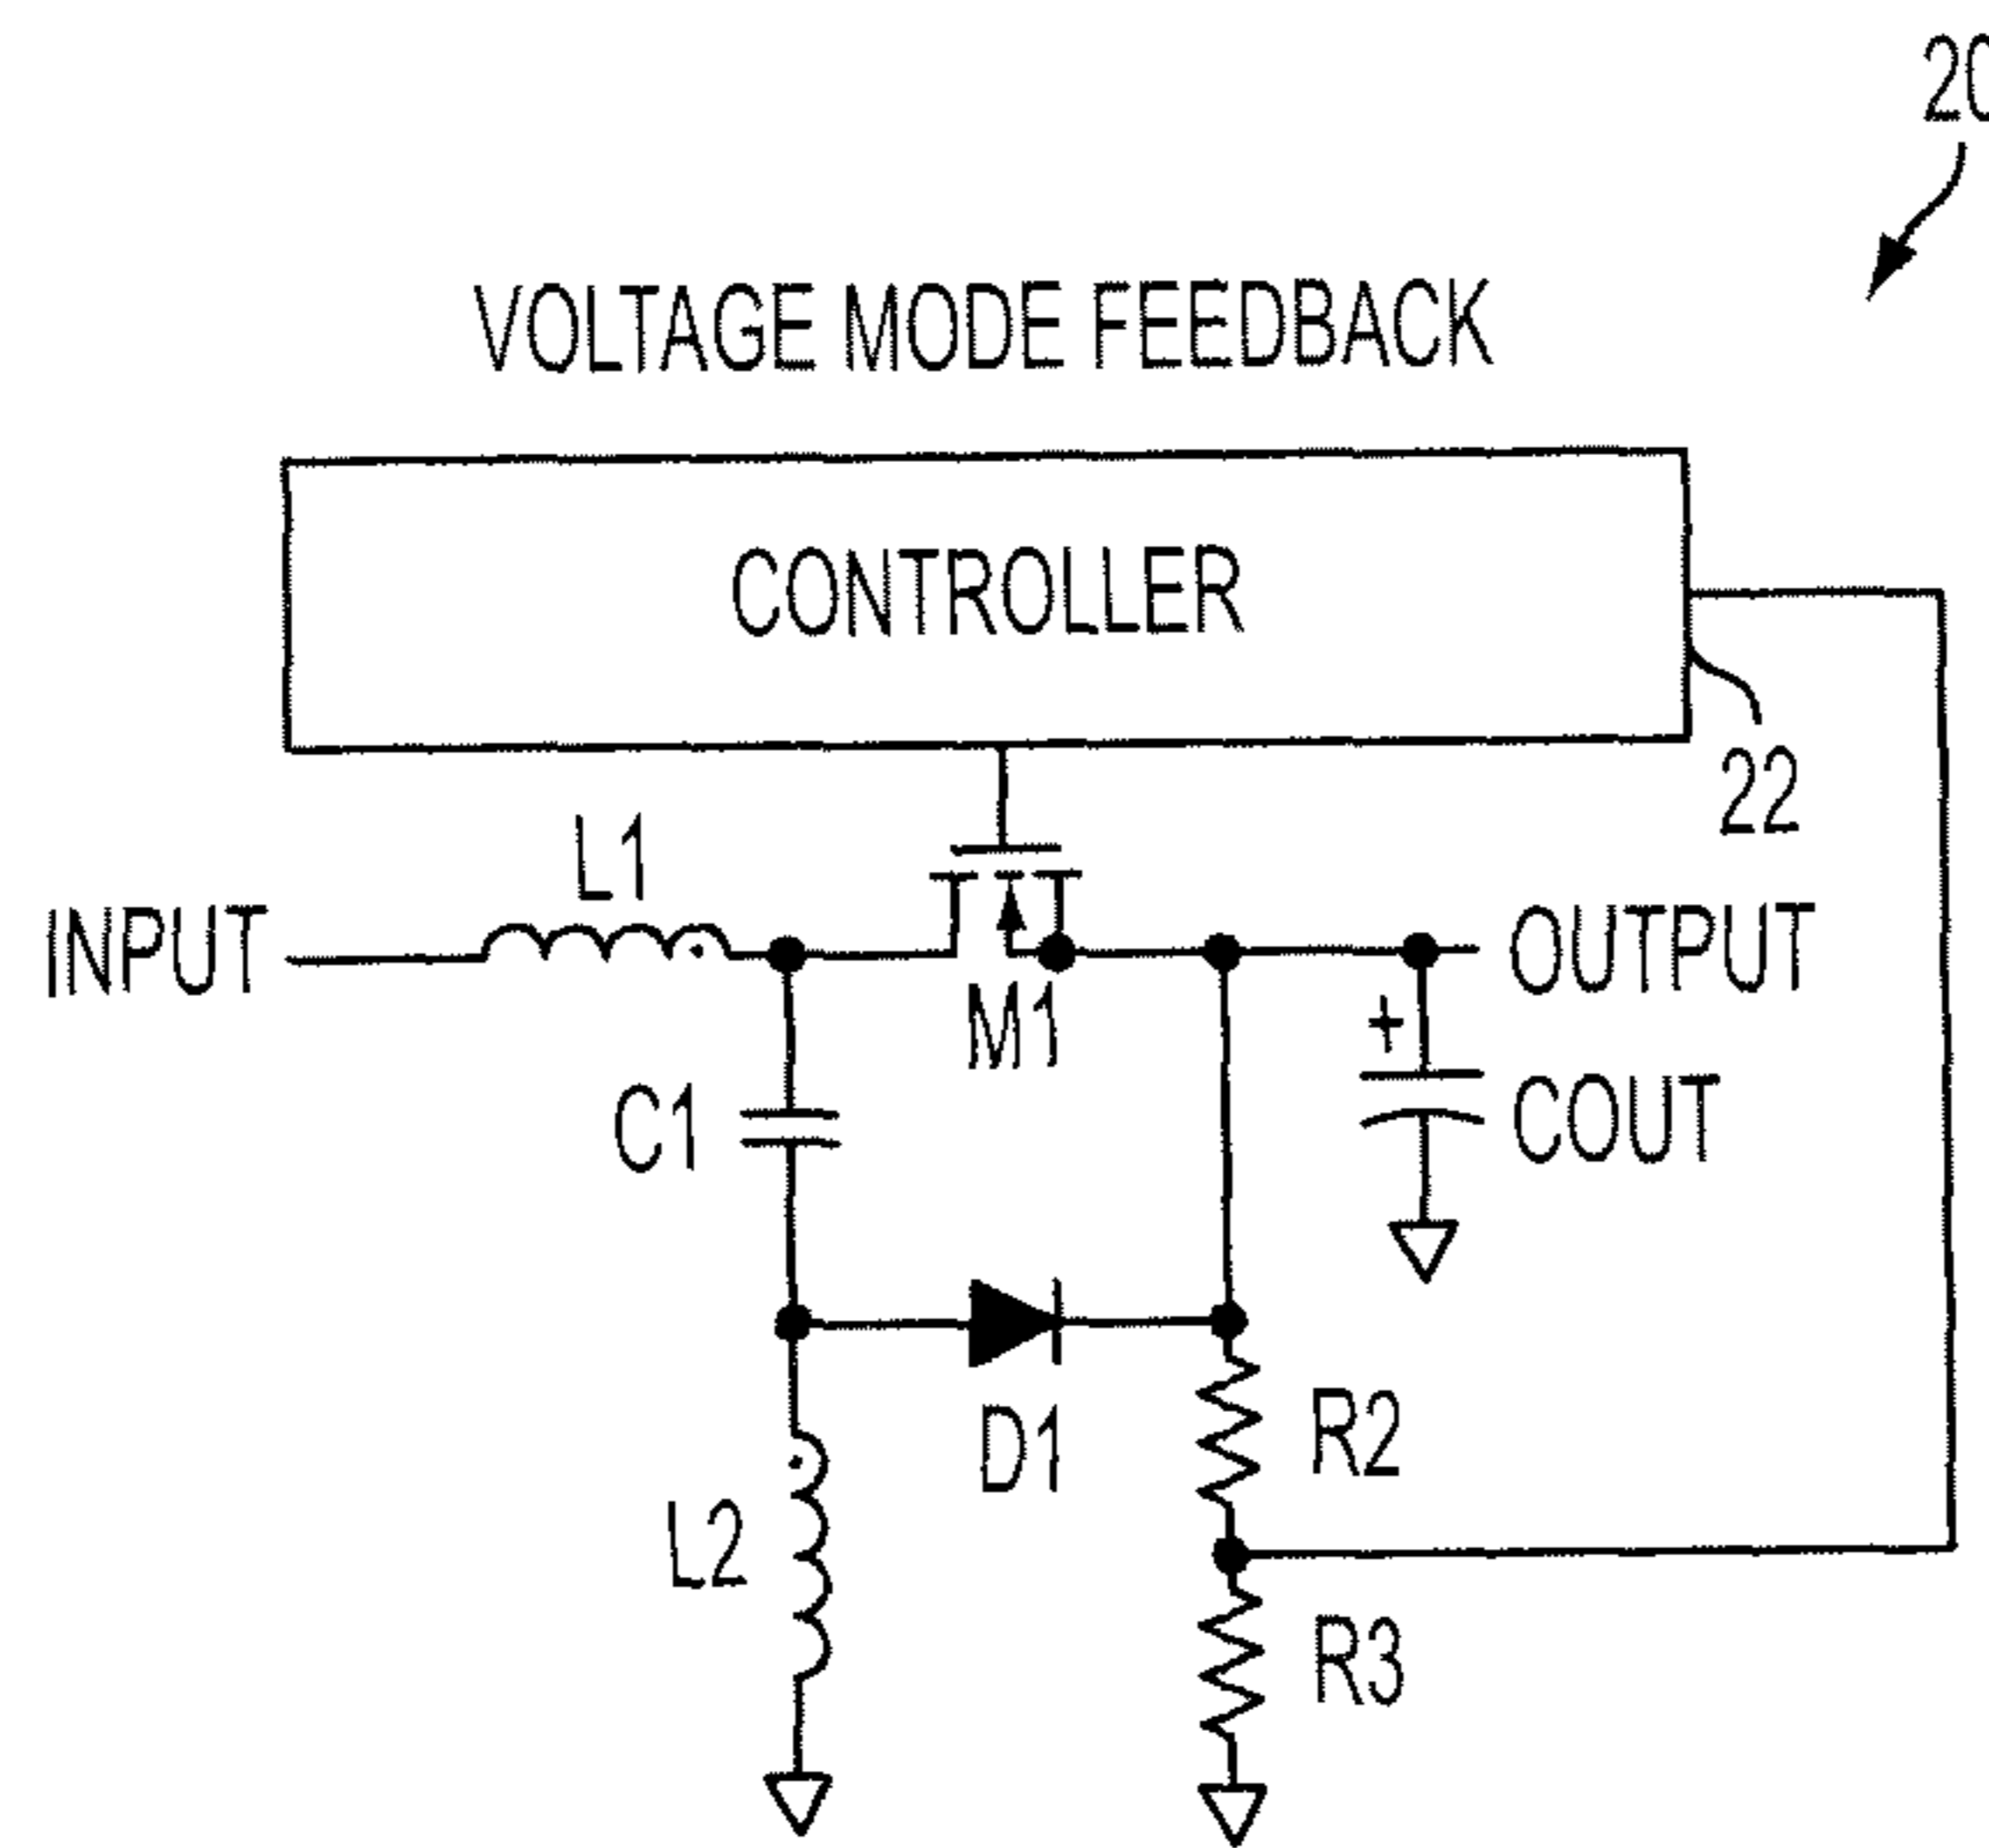 20
VOLTAGE MODE FEEDBACK
CONTROLLER
22
L1
INPUT
OUTPUT
M1
+
COUT
C1
D1
R2
L2
R3